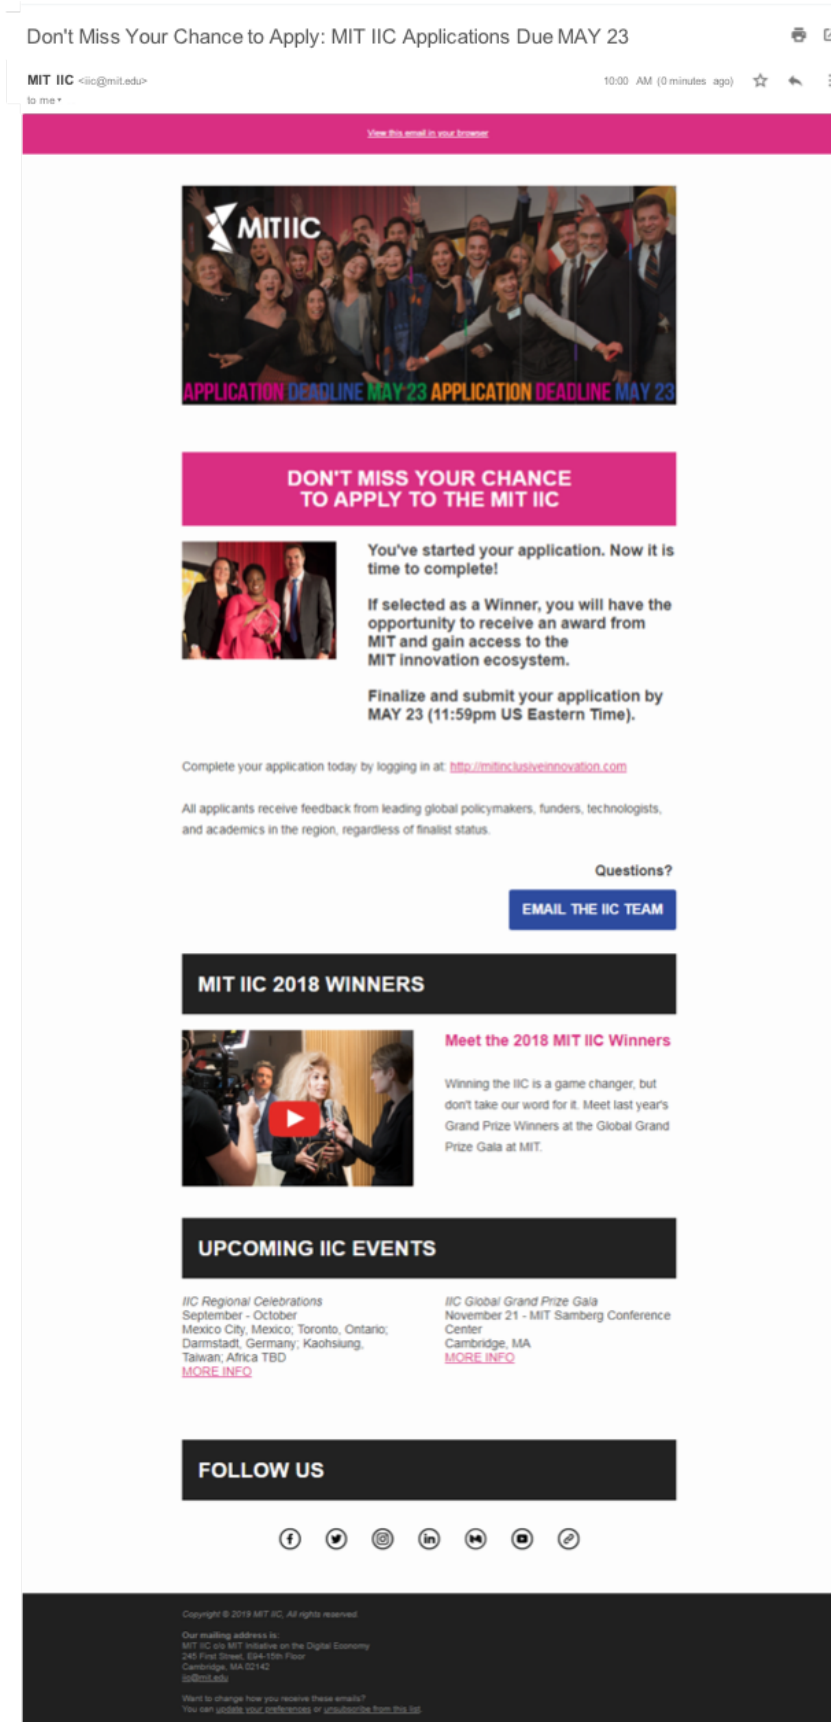 Don't Miss Your Chance to Apply: MIT IIC Applications Due MAY 23
MIT IIC <iic@mit.edu>
10:00 AM (0 minutes ago)
to me
View this email in your browser
MITIIC
APPLICATION DEADLINE MAY 23 APPLICATION DEADLINE MAY 23
DON'T MISS YOUR CHANCE
TO APPLY TO THE MIT IIC
You've started your application. Now it is
time to complete!
If selected as a Winner, you will have the
opportunity to receive an award from
MIT and gain access to the
MIT innovation ecosystem.
Finalize and submit your application by
MAY 23 (11:59pm US Eastern Time).
Complete your application today by logging in at: http://mitinclusiveinnovation.com
All applicants receive feedback from leading global policymakers, funders, technologists,
and academics in the region, regardless of finalist status.
Questions?
EMAIL THE IIC TEAM
MIT IIC 2018 WINNERS
Meet the 2018 MIT IIC Winners
Winning the IIC is a game changer, but
don't take our word for it. Meet last year's
Grand Prize Winners at the Global Grand
Prize Gala at MIT.
UPCOMING IIC EVENTS
IIC Regional Celebrations
September - October
Mexico City, Mexico; Toronto, Ontario;
Darmstadt, Germany; Kaohsiung,
Taiwan; Africa TBD
MORE INFO
IIC Global Grand Prize Gala
November 21 - MIT Samberg Conference
Center
Cambridge, MA
MORE INFO
FOLLOW US
Copyright © 2019 MIT IIC, All rights reserved.
Our mailing address is:
MIT IIC c/o MIT Initiative on the Digital Economy
245 First Street, E94-15th Floor
Cambridge, MA 02142
iic@mit.edu
Want to change how you receive these emails?
You can update your preferences or unsubscribe from this list.